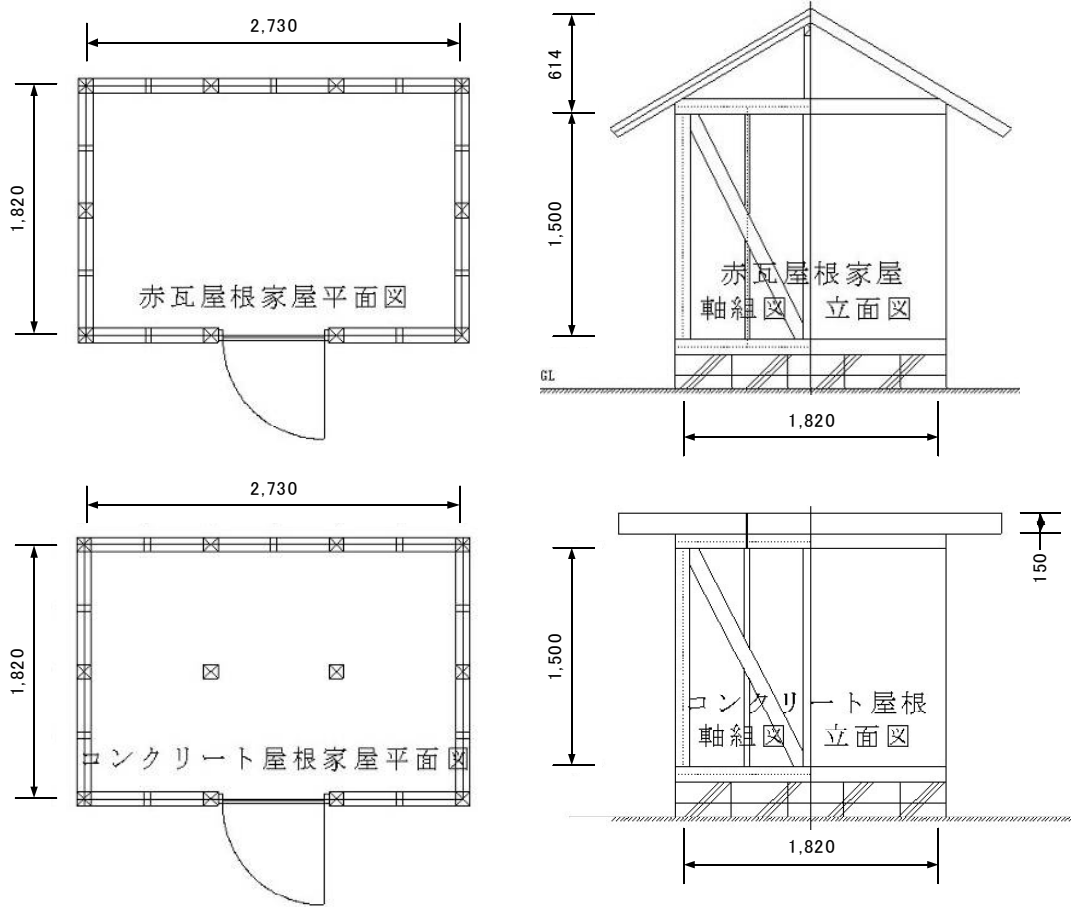 2,730
1,820
赤瓦屋根家屋平面図
614
1,500
赤瓦屋根家屋
軸組図 立面図
GL
1,820
2,730
1,820
コンクリート屋根家屋平面図
150
1,500
コンクリート屋根
軸組図 立面図
1,820